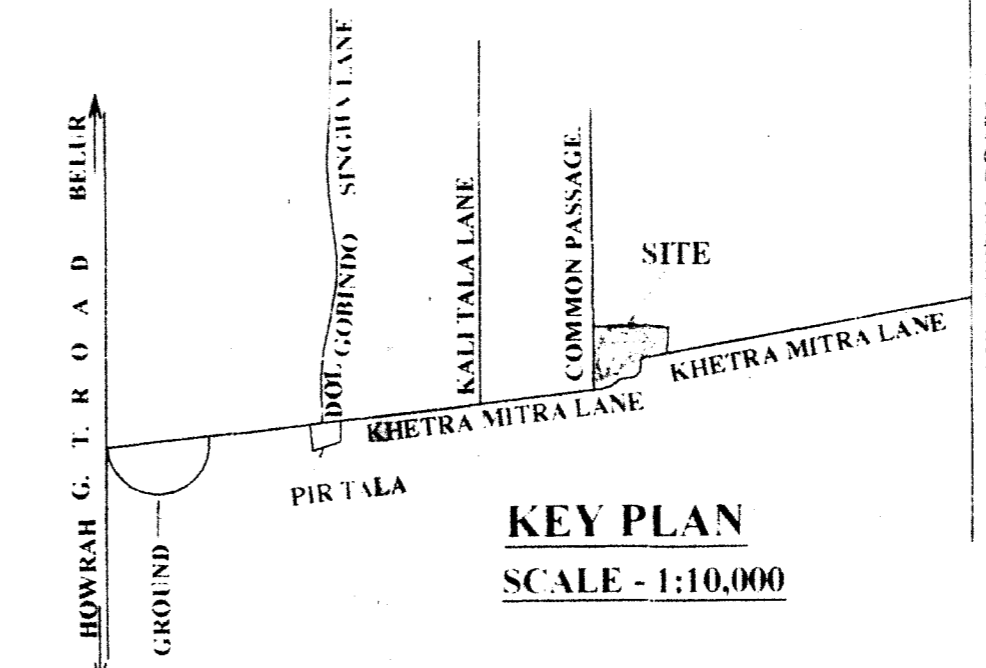 BELUR
G. T. ROAD
HOWRAH
GROUND
DOL GOBINDO SINGHA LANE
PIR TALA
KALI TALA LANE
COMMON PASSAGE.
SITE
KHETRA MITRA LANE
KHETRA MITRA LANE
KEY PLAN
SCALE - 1:10,000